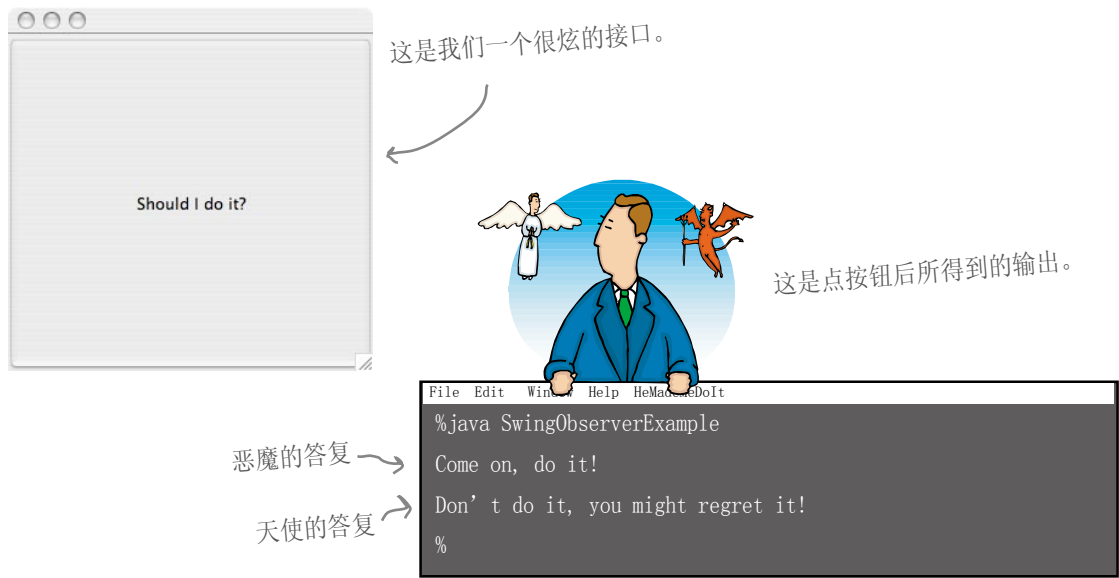 这是我们一个很炫的接口。
Should I do it?
这是点按钮后所得到的输出。
File Edit Window Help HeMadeMeDoIt
%java SwingObserverExample
恶魔的答复
Come on, do it!
天使的答复
Don't do it, you might regret it!
%